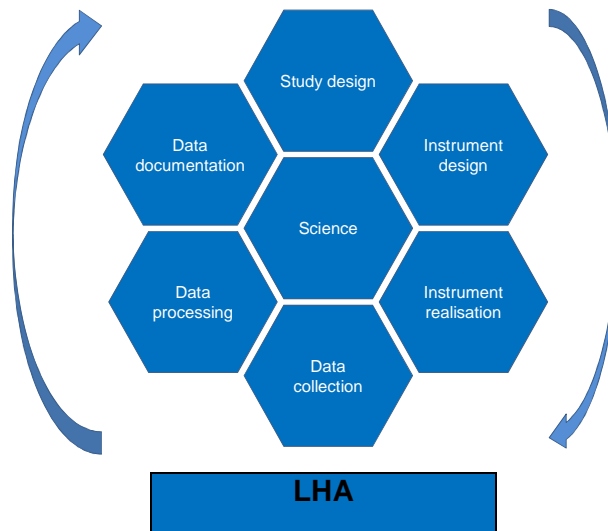 Study design
Data
documentation
Instrument
design
Science
Data
processing
Instrument
realisation
Data
collection
LHA